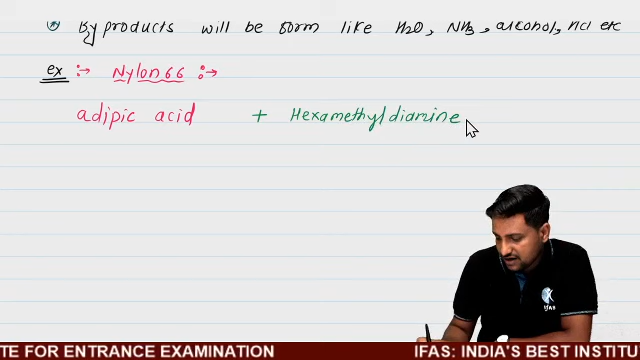 By products will be form like H2O, NH3, alcohol, HCl etc
ex :→ Nylon 66 :→
adipic acid + Hexamethyldiamine
IFAS
TE FOR ENTRANCE EXAMINATION IFAS: INDIA'S BEST INSTITU